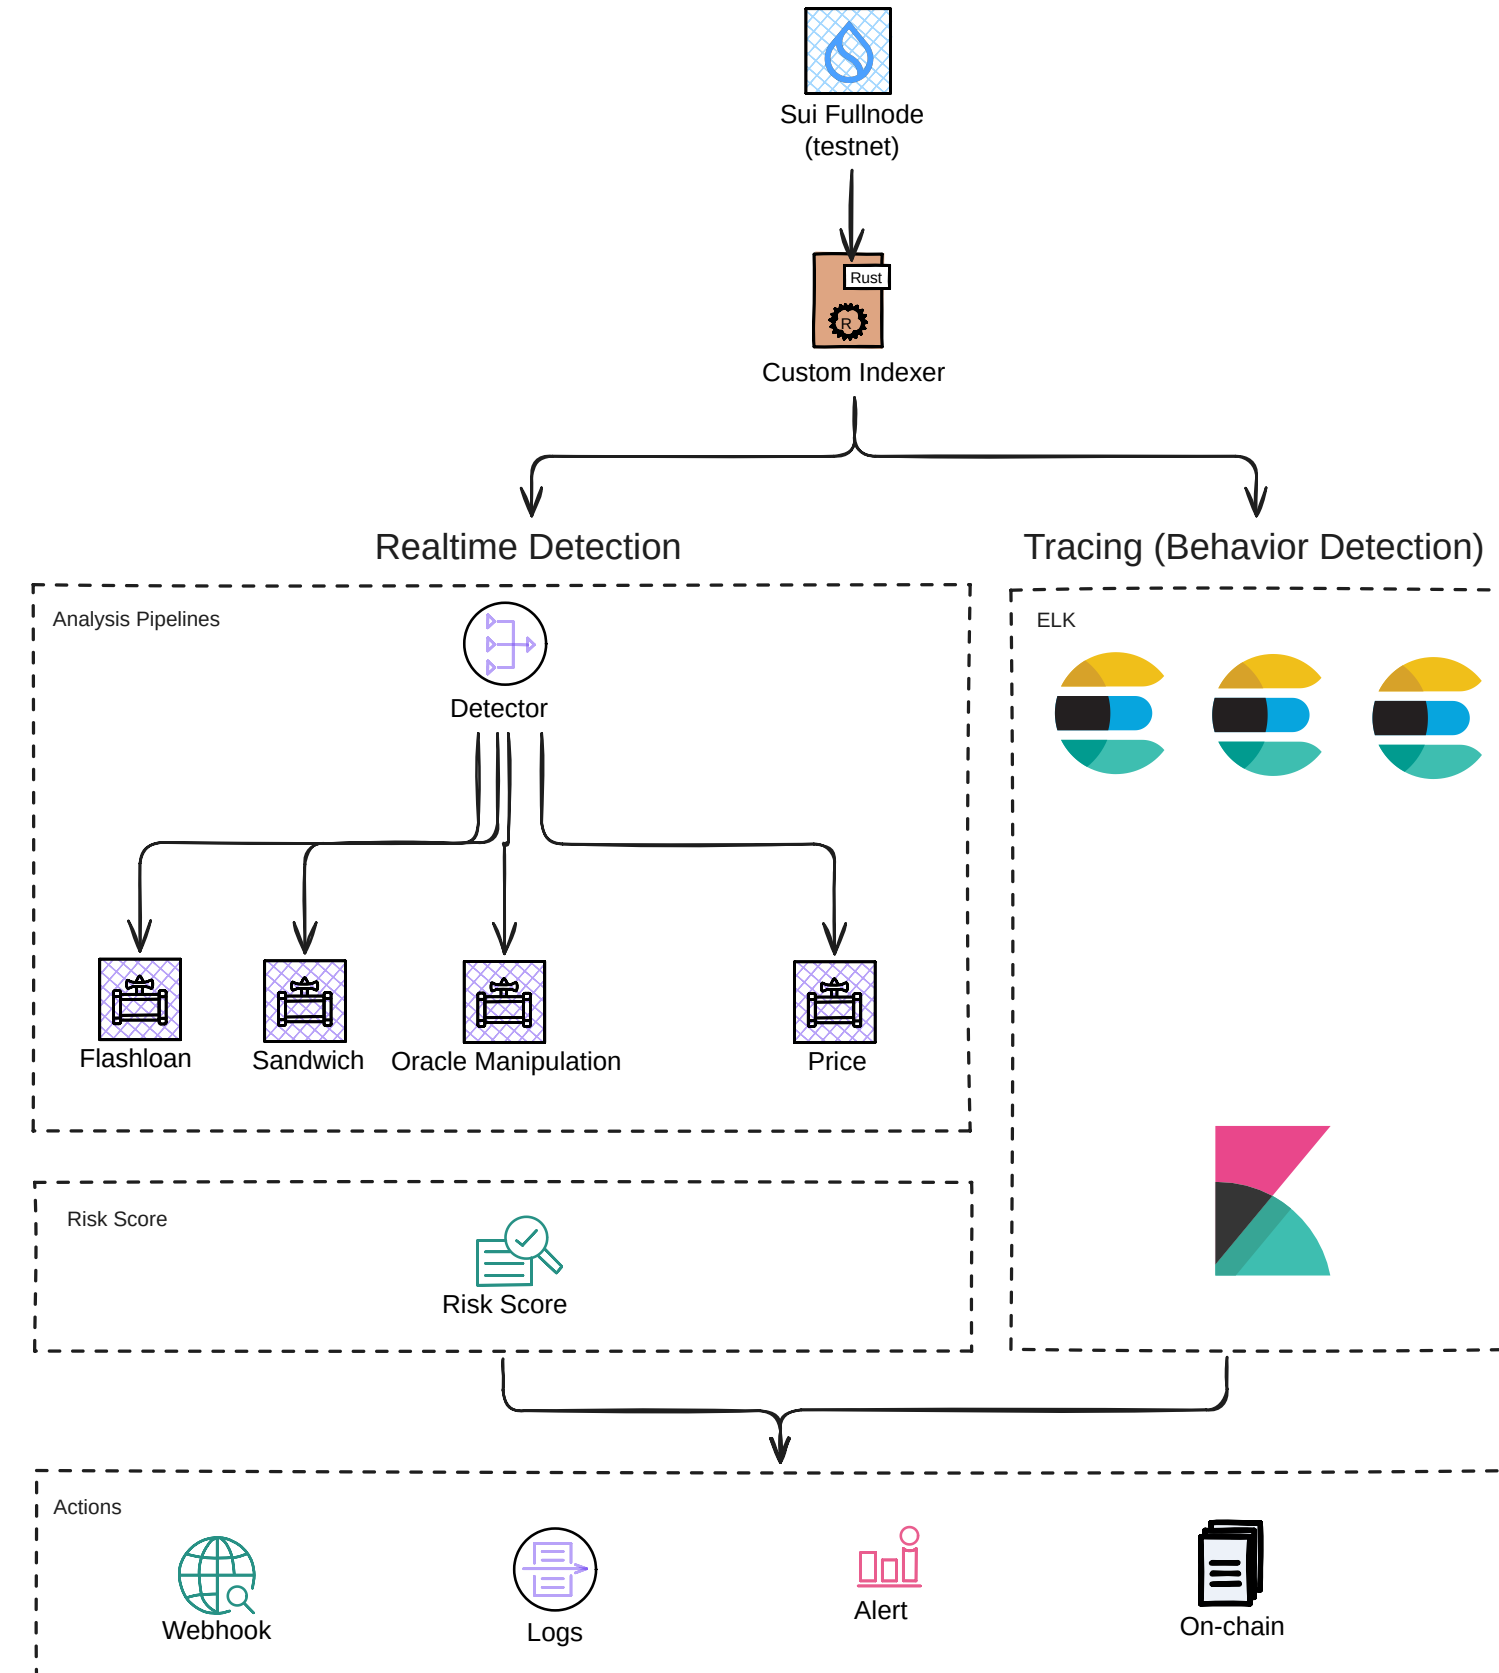 Sui Fullnode
(testnet)
Rust
R
Custom Indexer
Realtime Detection
Tracing (Behavior Detection)
Analysis Pipelines
ELK
Detector
Flashloan
Sandwich
Oracle Manipulation
Price
Risk Score
Risk Score
Actions
Webhook
Logs
Alert
On-chain